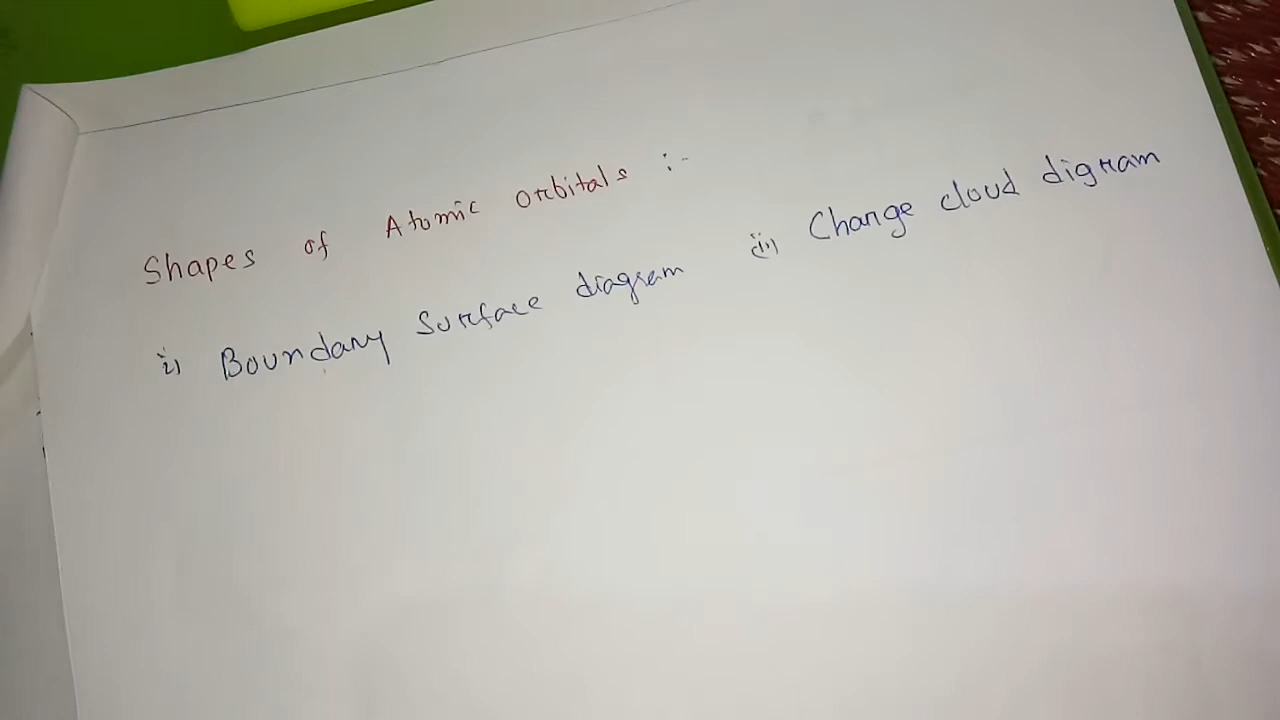 Shapes of Atomic Orbitals :-
i) Boundary Surface diagram ii) Change cloud digram